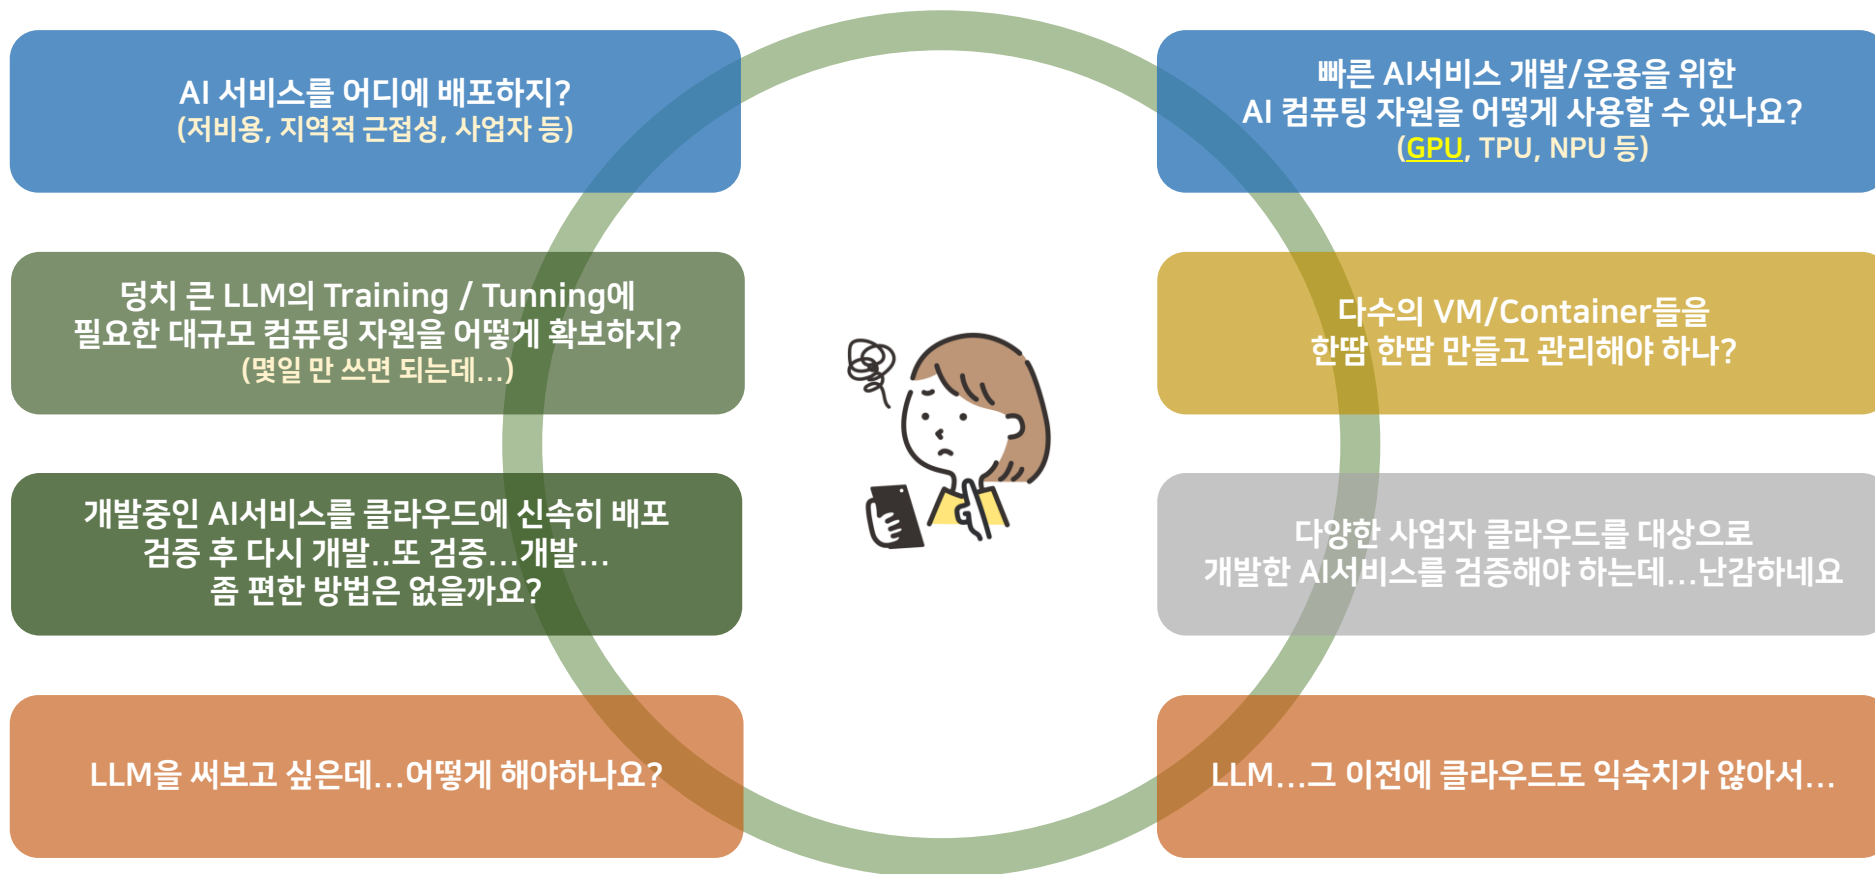 AI 서비스를 어디에 배포하지?
(저비용, 지역적 근접성, 사업자 등)
덩치 큰 LLM의 Training / Tunning에
필요한 대규모 컴퓨팅 자원을 어떻게 확보하지?
(몇일 만 쓰면 되는데...)
개발중인 AI서비스를 클라우드에 신속히 배포
검증 후 다시 개발..또 검증...개발...
좀 편한 방법은 없을까요?
LLM을 써보고 싶은데...어떻게 해야하나요?
빠른 AI서비스 개발/운용을 위한
AI 컴퓨팅 자원을 어떻게 사용할 수 있나요?
(GPU, TPU, NPU 등)
다수의 VM/Container들을
한땀 한땀 만들고 관리해야 하나?
다양한 사업자 클라우드를 대상으로
개발한 AI서비스를 검증해야 하는데...난감하네요
LLM...그 이전에 클라우드도 익숙치가 않아서...